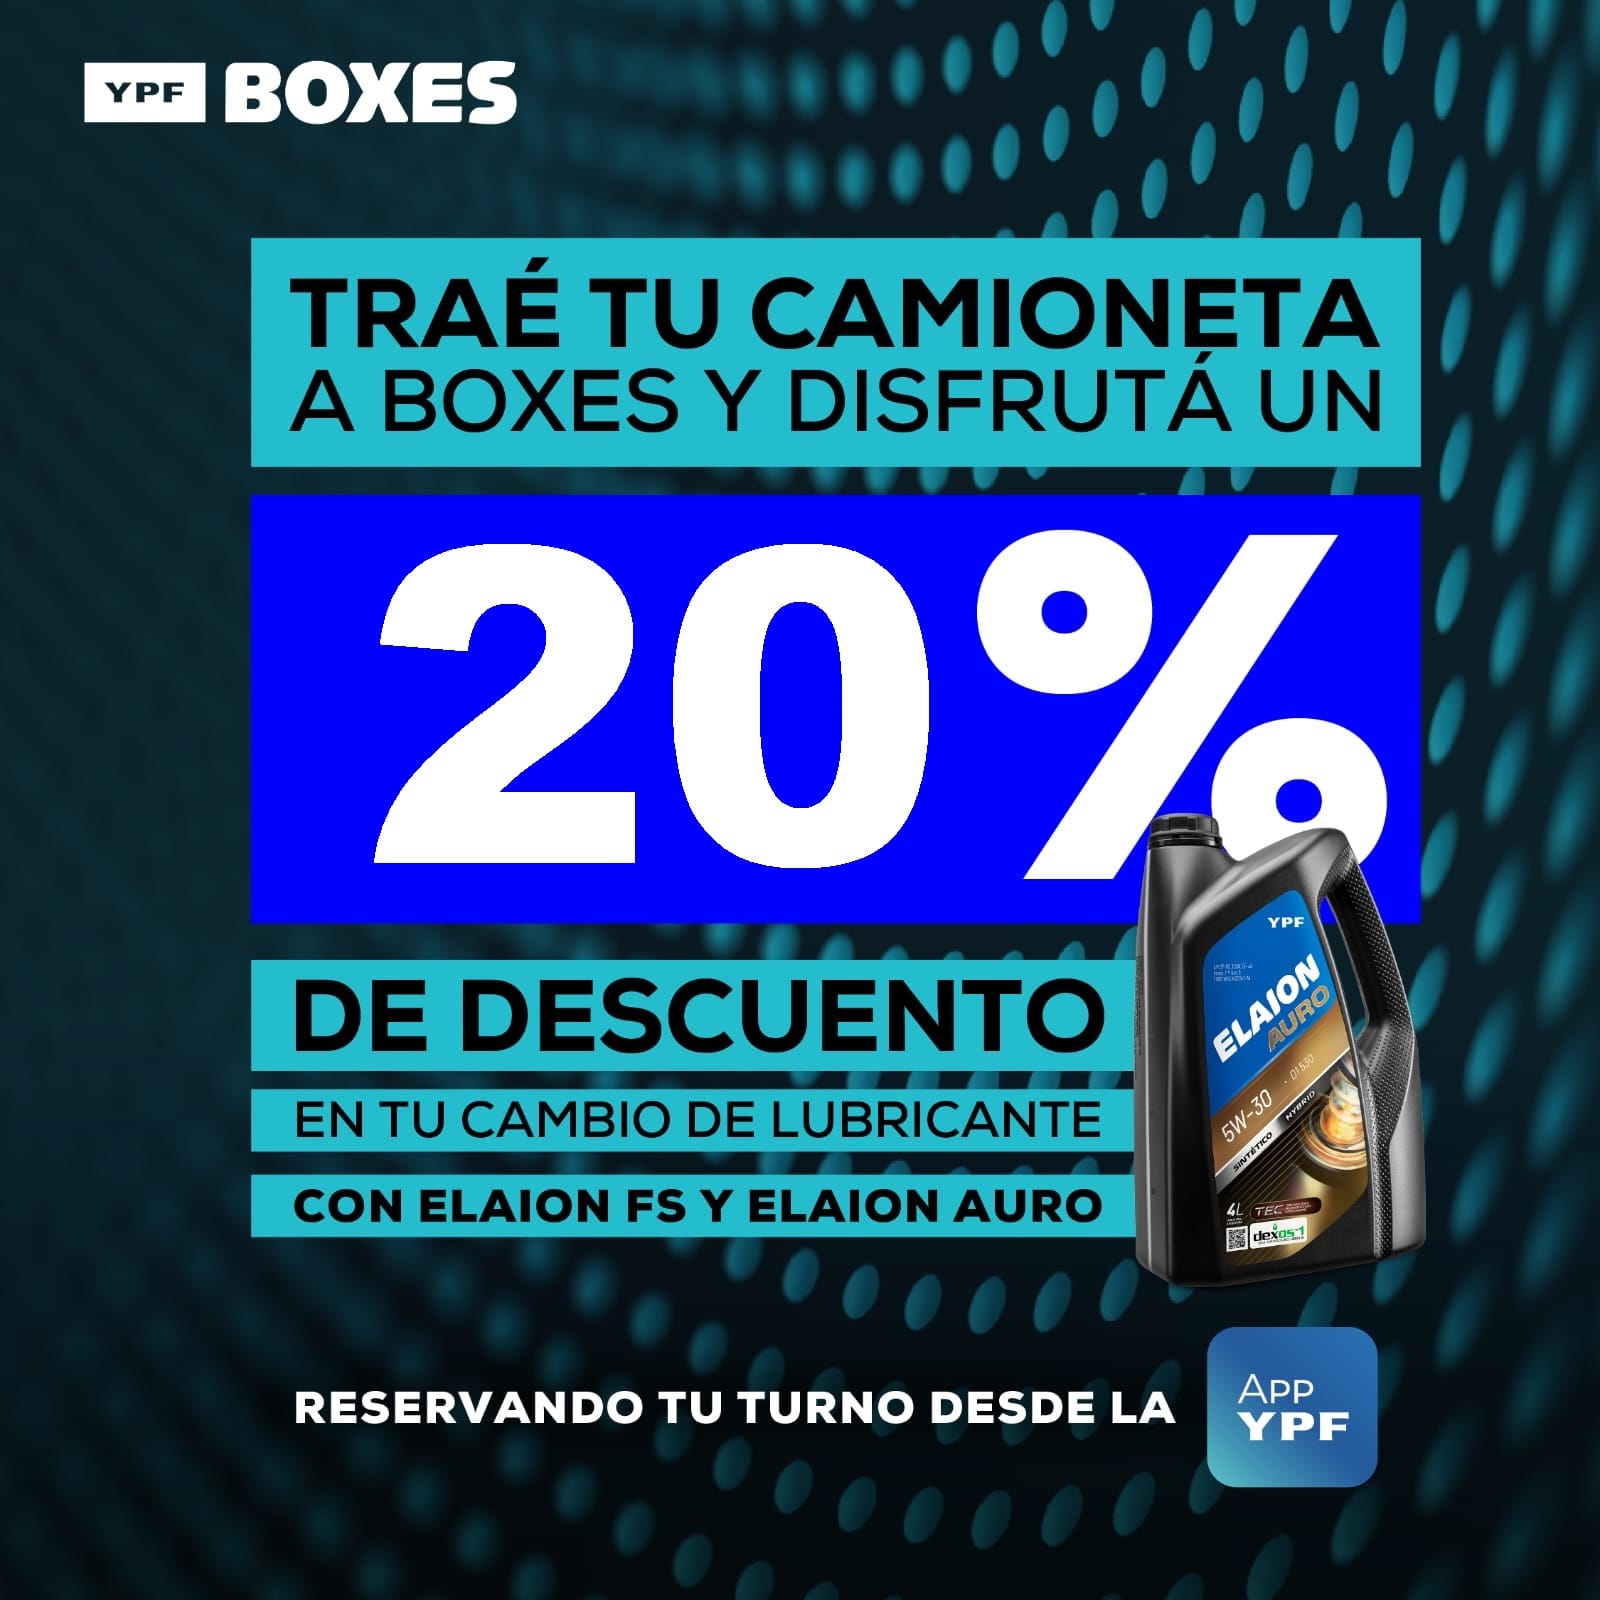 YPF BOXES
TRAÉ TU CAMIONETA
A BOXES Y DISFRUTÁ UN
20%
DE DESCUENTO
EN TU CAMBIO DE LUBRICANTE
CON ELAION FS Y ELAION AURO
YPF
ELAION
AURO
5W-30 · D1 530
SINTÉTICO HYBRID
4L
TEC
dexos1
RESERVANDO TU TURNO DESDE LA
APP
YPF